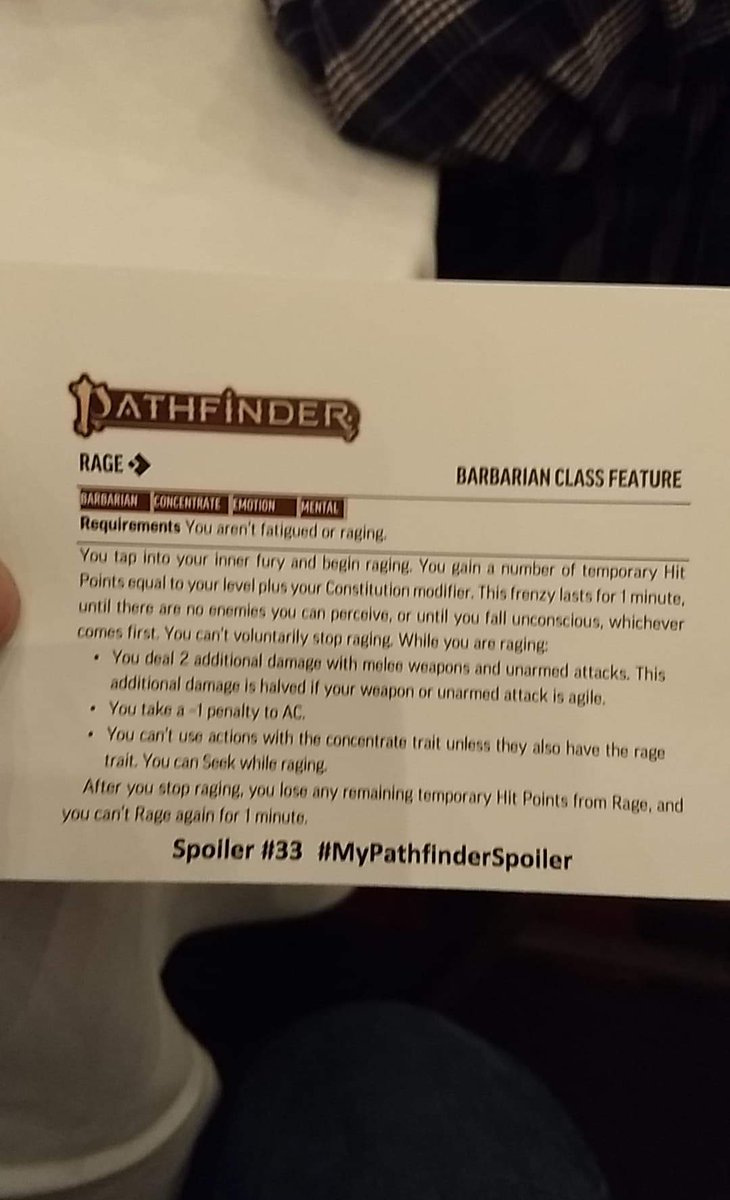 PATHFINDER
RAGE
BARBARIAN CLASS FEATURE
BARBARIAN CONCENTRATE EMOTION MENTAL
Requirements You aren't fatigued or raging.
You tap into your inner fury and begin raging. You gain a number of temporary Hit
Points equal to your level plus your Constitution modifier. This frenzy lasts for 1 minute,
until there are no enemies you can perceive, or until you fall unconscious, whichever
comes first. You can't voluntarily stop raging. While you are raging:
• You deal 2 additional damage with melee weapons and unarmed attacks. This
additional damage is halved if your weapon or unarmed attack is agile.
• You take a -1 penalty to AC.
• You can't use actions with the concentrate trait unless they also have the rage
trait. You can Seek while raging.
After you stop raging, you lose any remaining temporary Hit Points from Rage, and
you can't Rage again for 1 minute.
Spoiler #33 #MyPathfinderSpoiler